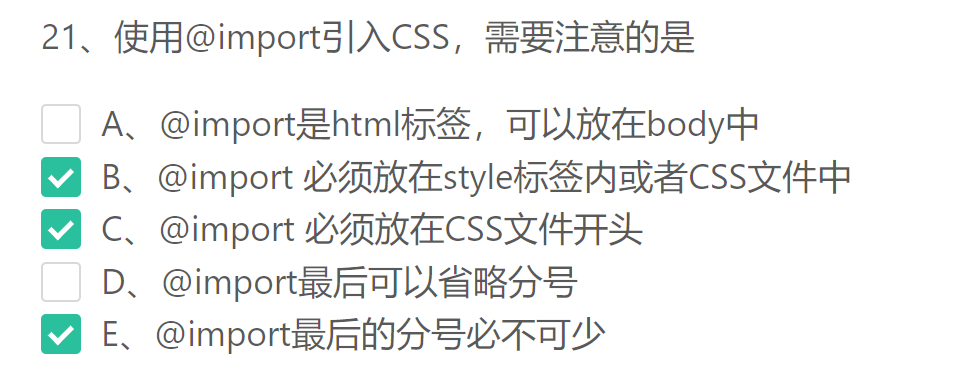 21、使用@import引入CSS，需要注意的是
A、@import是html标签，可以放在body中
B、@import 必须放在style标签内或者CSS文件中
C、@import 必须放在CSS文件开头
D、@import最后可以省略分号
E、@import最后的分号必不可少